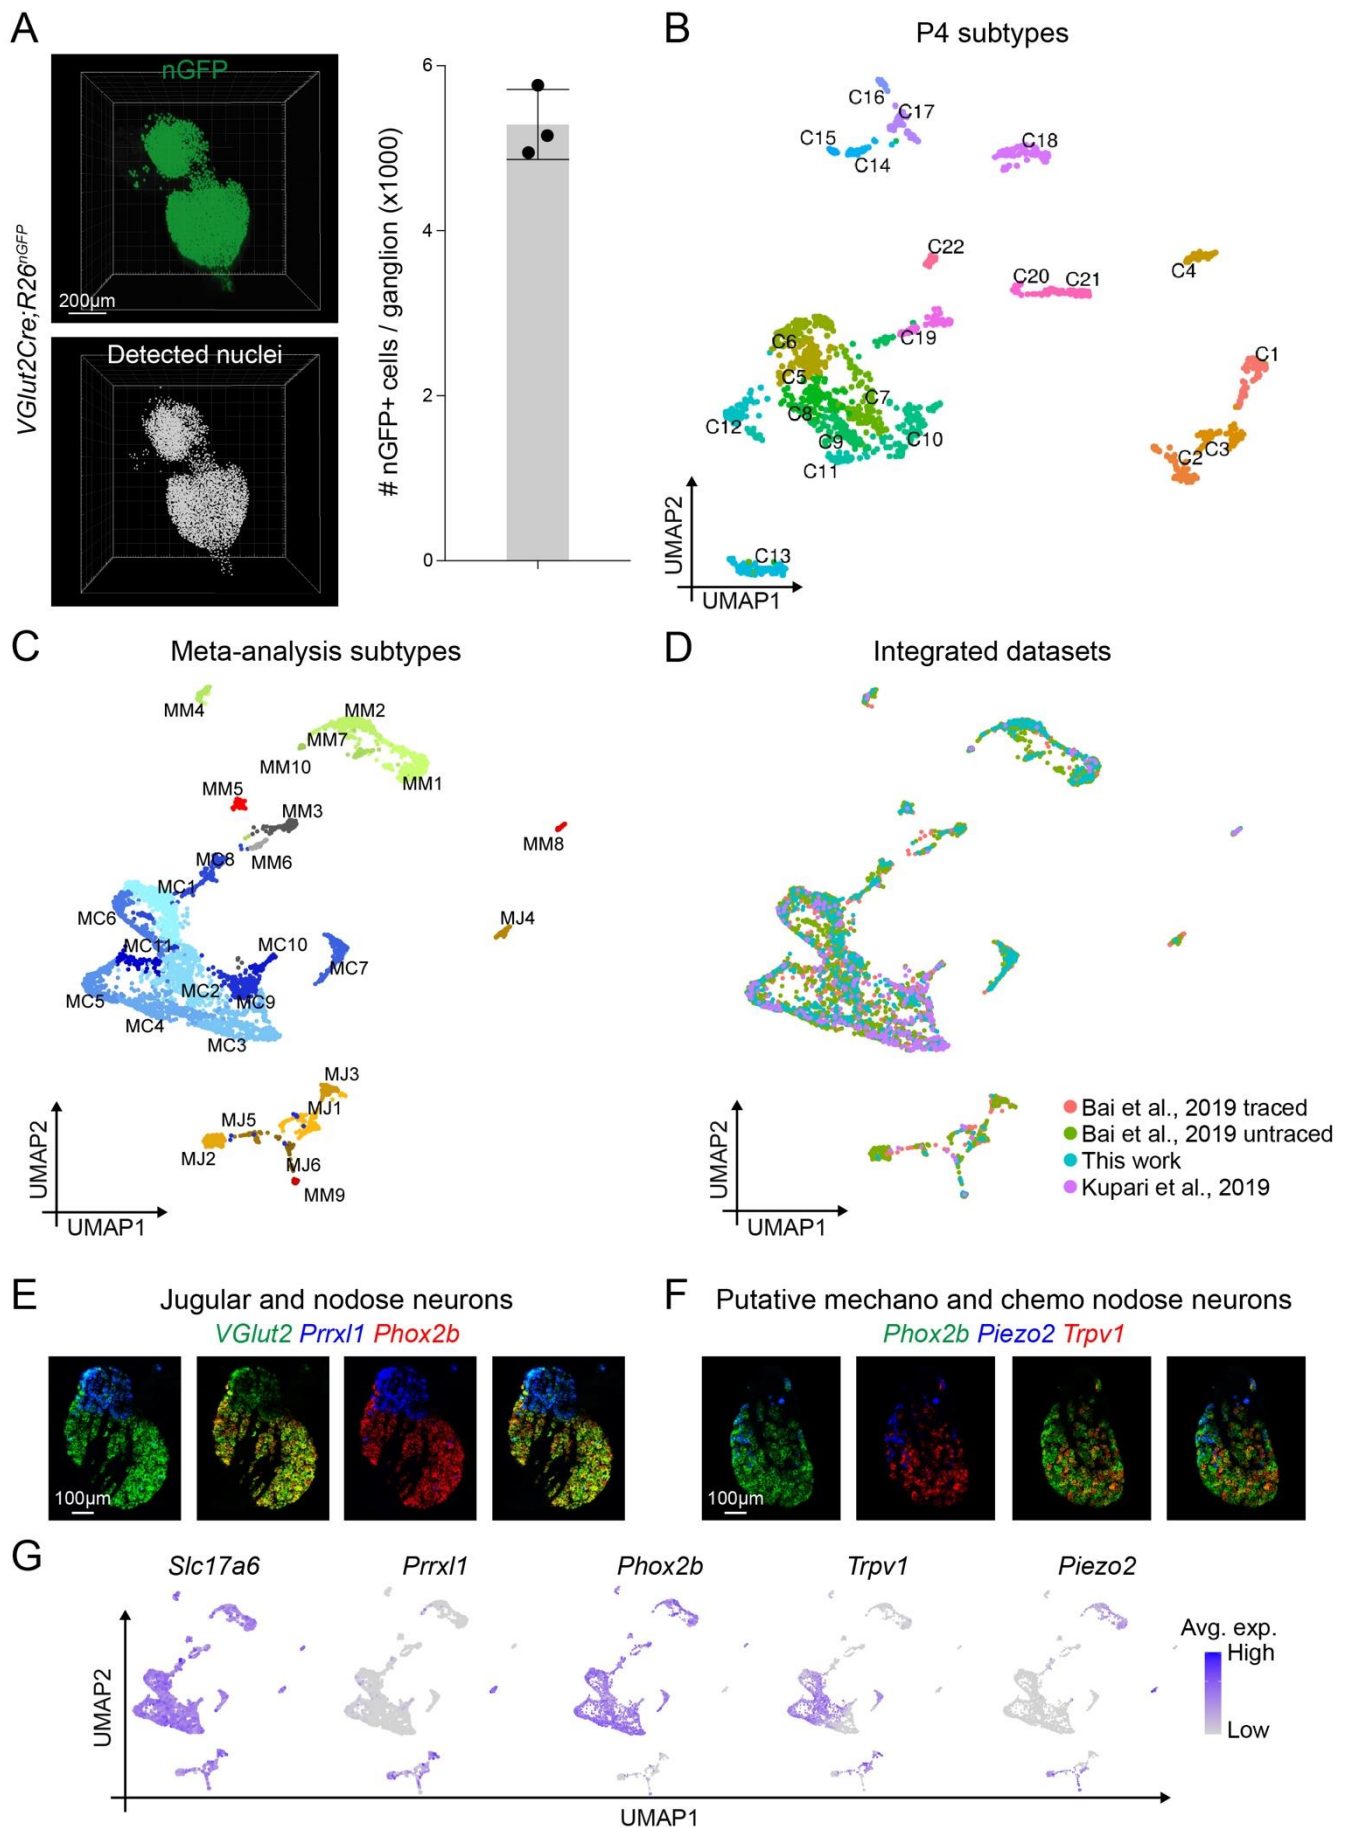 A
nGFP
200µm
Detected nuclei
VGlut2Cre;R26nGFP
# nGFP+ cells / ganglion (x1000)
6
4
2
0
B
P4 subtypes
C16
C17
C15
C14
C18
C22
C20
C21
C4
C19
C6
C5
C1
C7
C8
C12
C9
C10
C3
C2
C11
C13
UMAP2
UMAP1
C
Meta-analysis subtypes
MM4
MM2
MM7
MM10
MM1
MM5
MM3
MM8
MC8
MM6
MC1
MC6
MJ4
MC11
MC10
MC7
MC5
MC2
MC9
MC4
MC3
MJ3
MJ1
MJ5
MJ2
MJ6
MM9
UMAP2
UMAP1
D
Integrated datasets
Bai et al., 2019 traced
Bai et al., 2019 untraced
This work
Kupari et al., 2019
UMAP2
UMAP1
E
Jugular and nodose neurons
VGlut2 Prrxl1 Phox2b
100µm
F
Putative mechano and chemo nodose neurons
Phox2b Piezo2 Trpv1
100µm
G
Slc17a6 Prrxl1 Phox2b Trpv1 Piezo2
Avg. exp.
High
Low
UMAP2
UMAP1